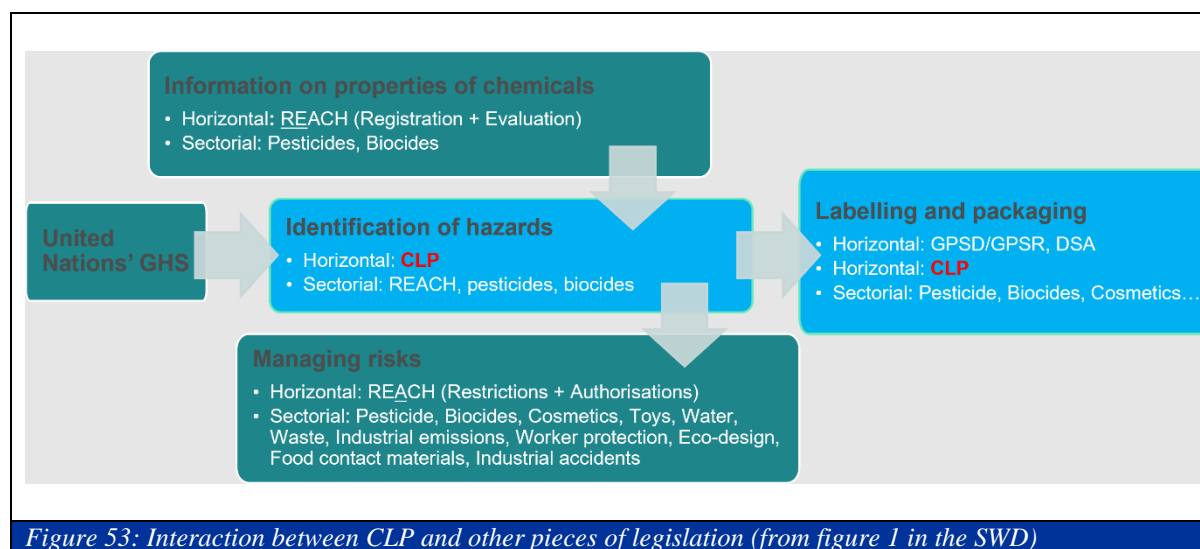 Information on properties of chemicals
• Horizontal: REACH (Registration + Evaluation)
• Sectorial: Pesticides, Biocides
United
Nations’ GHS
Identification of hazards
• Horizontal: CLP
• Sectorial: REACH, pesticides, biocides
Labelling and packaging
• Horizontal: GPSD/GPSR, DSA
• Horizontal: CLP
• Sectorial: Pesticide, Biocides, Cosmetics…
Managing risks
• Horizontal: REACH (Restrictions + Authorisations)
• Sectorial: Pesticide, Biocides, Cosmetics, Toys, Water,
Waste, Industrial emissions, Worker protection, Eco-design,
Food contact materials, Industrial accidents
Figure 53: Interaction between CLP and other pieces of legislation (from figure 1 in the SWD)